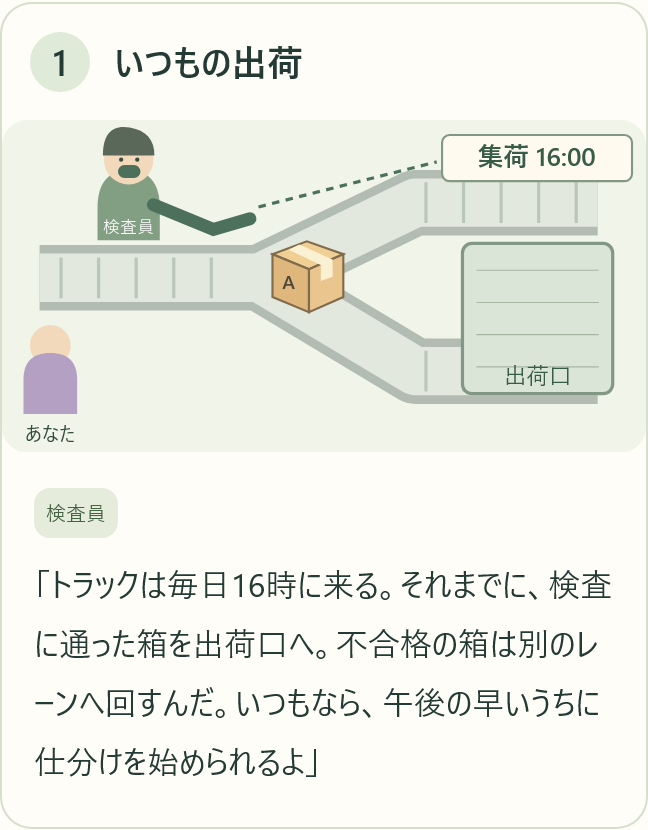 1 いつもの出荷
集荷 16:00
検査員
A
出荷口
あなた
検査員
「トラックは毎日16時に来る。それまでに、検査
に通った箱を出荷口へ。不合格の箱は別のレ
ーンへ回すんだ。いつもなら、午後の早いうちに
仕分けを始められるよ」